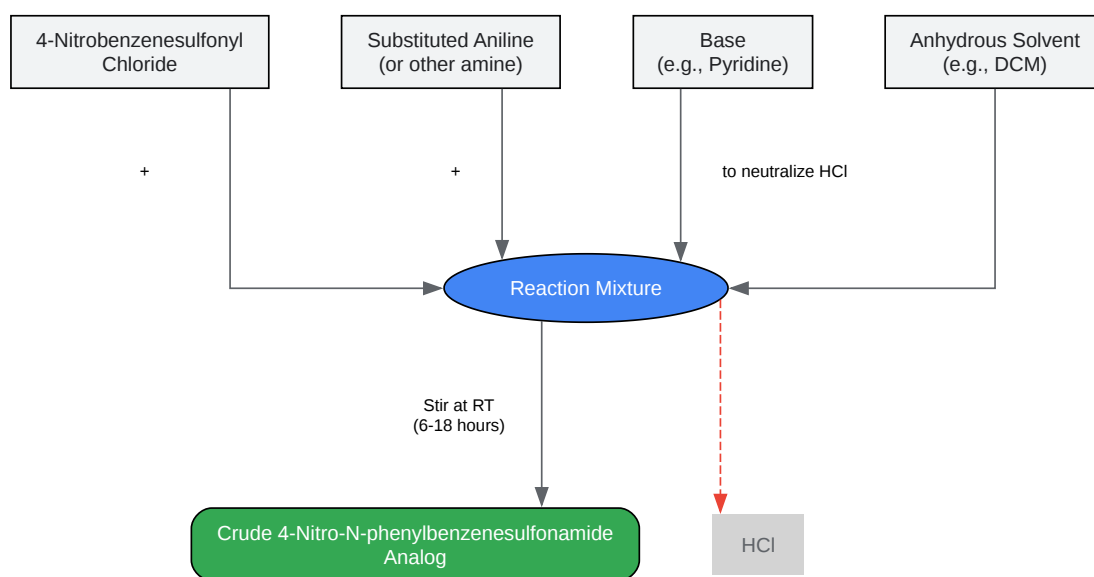 4-Nitrobenzenesulfonyl
Chloride
Substituted Aniline
(or other amine)
Base
(e.g., Pyridine)
Anhydrous Solvent
(e.g., DCM)
+
+
to neutralize HCl
Reaction Mixture
Stir at RT
(6-18 hours)
Crude 4-Nitro-N-phenylbenzenesulfonamide
Analog
HCl